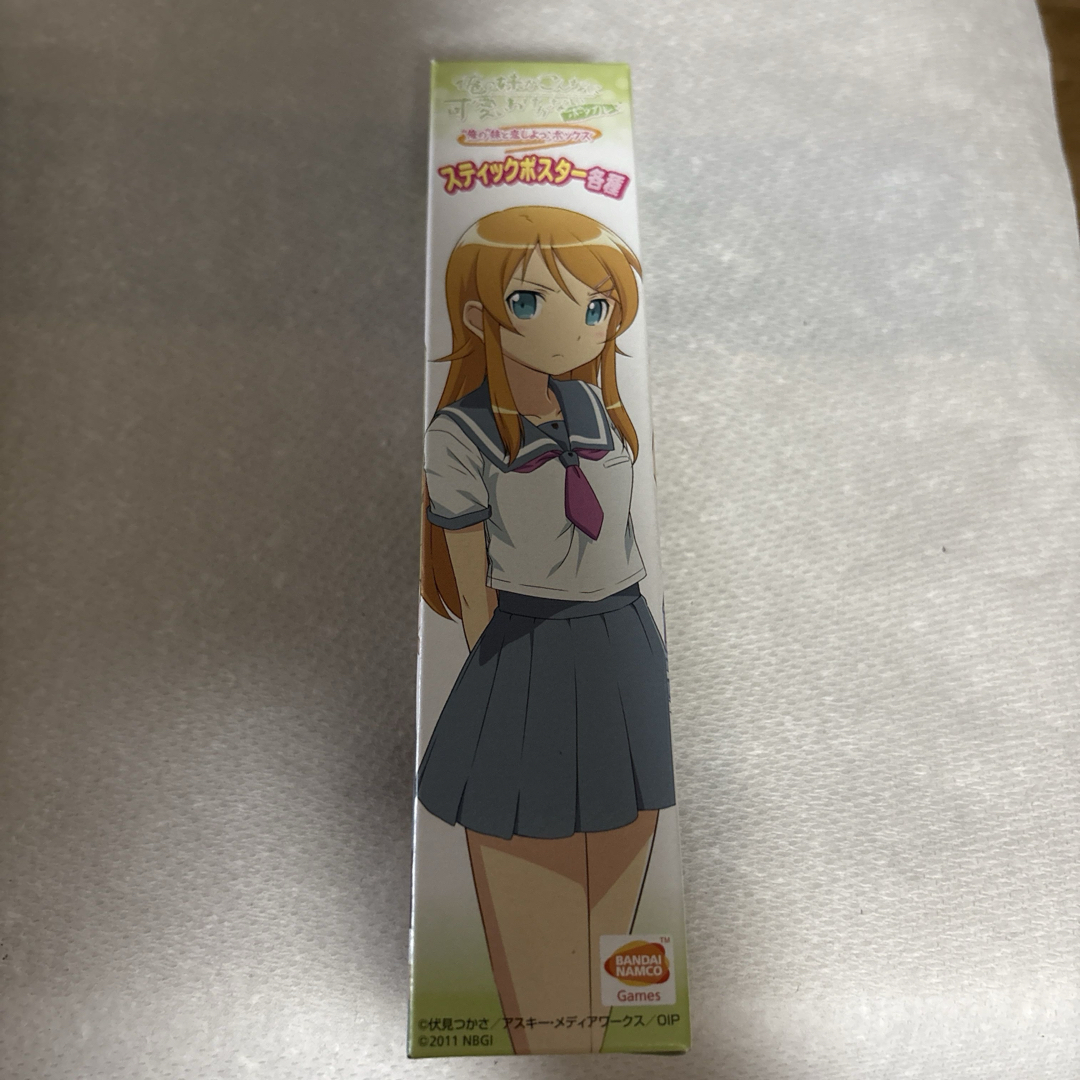 俺の妹がこんなに
可愛いわけがない ポータブル
"俺の"妹と恋しよっ♪ボックス
スティックポスター各種
TM
BANDAI
NAMCO
Games
©伏見つかさ/アスキー・メディアワークス/OIP
©2011 NBGI